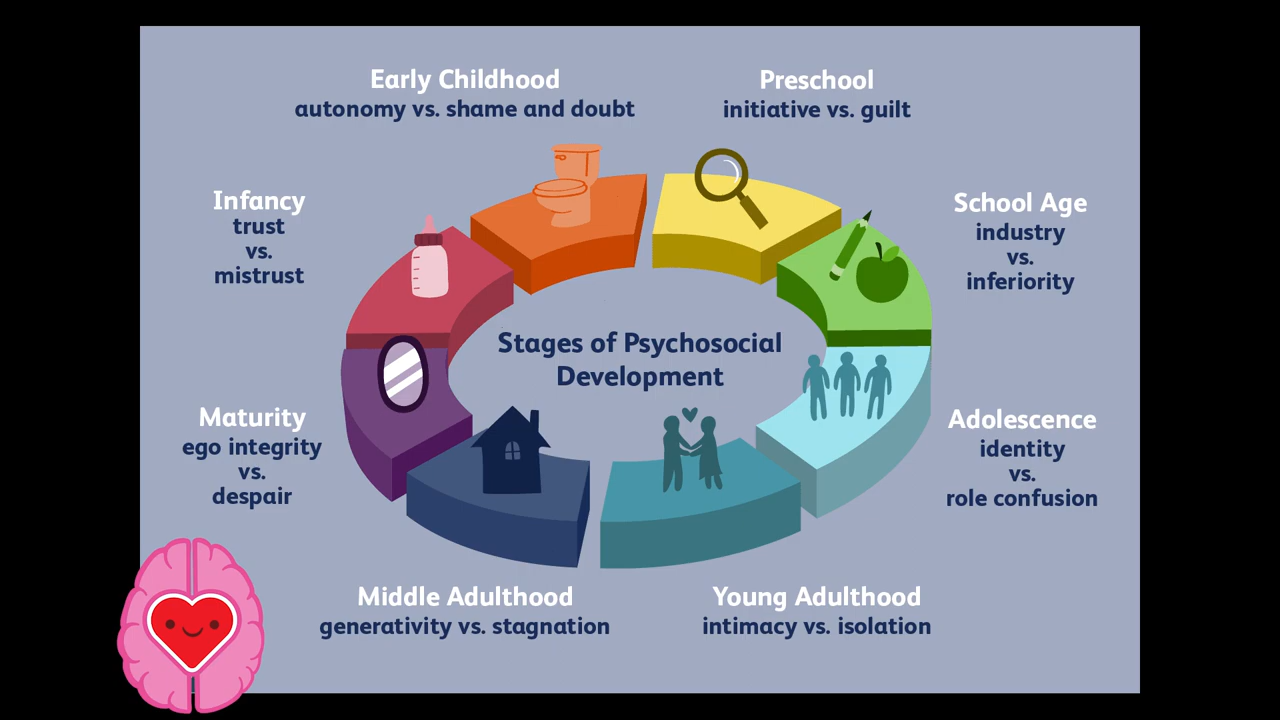 Early Childhood
autonomy vs. shame and doubt
Preschool
initiative vs. guilt
Infancy
trust
vs.
mistrust
School Age
industry
vs.
inferiority
Stages of Psychosocial
Development
Maturity
ego integrity
vs.
despair
Adolescence
identity
vs.
role confusion
Middle Adulthood
generativity vs. stagnation
Young Adulthood
intimacy vs. isolation